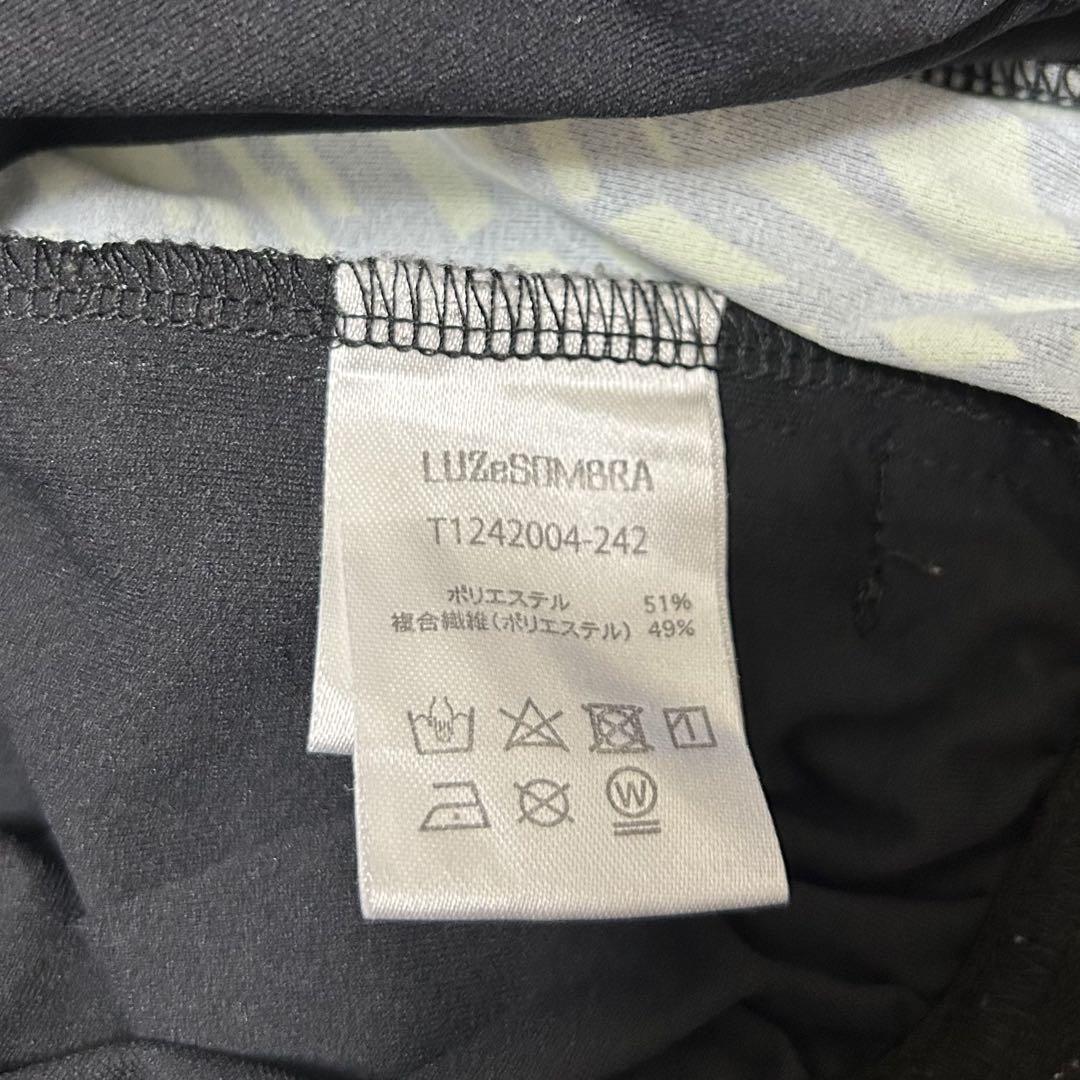 LUZeSOMBRA
T1242004-242
ポリエステル 51%
複合繊維(ポリエステル) 49%
W